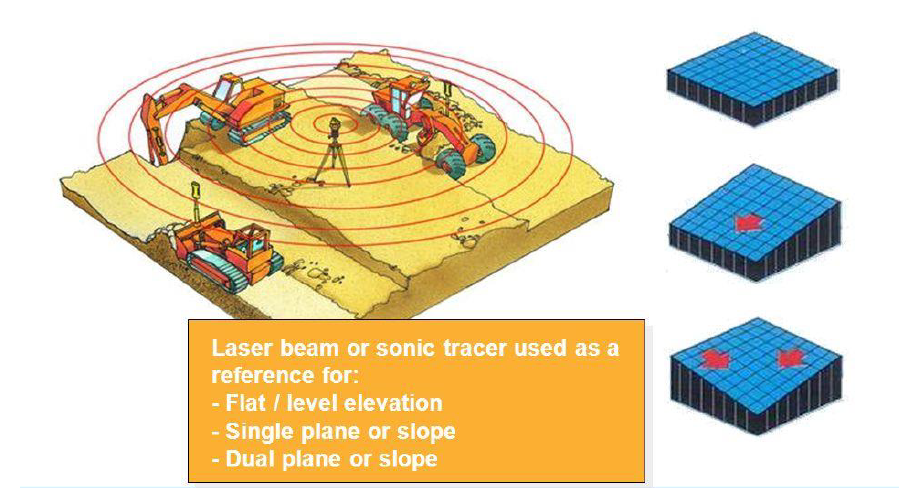 Laser beam or sonic tracer used as a
reference for:
- Flat / level elevation
- Single plane or slope
- Dual plane or slope